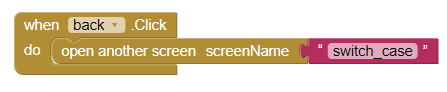 when back .Click
do open another screen screenName “ switch_case ”